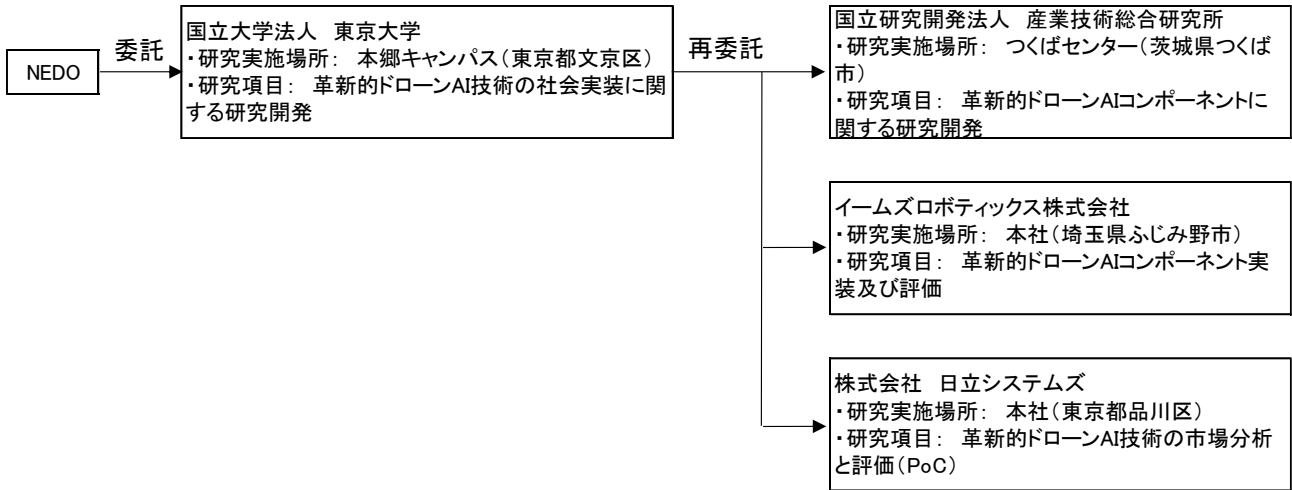 NEDO
委託
国立大学法人　東京大学
・研究実施場所：　本郷キャンパス（東京都文京区）
・研究項目：　革新的ドローンAI技術の社会実装に関
する研究開発
再委託
国立研究開発法人　産業技術総合研究所
・研究実施場所：　つくばセンター（茨城県つくば
市）
・研究項目：　革新的ドローンAIコンポーネントに
関する研究開発
イームズロボティックス株式会社
・研究実施場所：　本社（埼玉県ふじみ野市）
・研究項目：　革新的ドローンAIコンポーネント実
装及び評価
株式会社　日立システムズ
・研究実施場所：　本社（東京都品川区）
・研究項目：　革新的ドローンAI技術の市場分析
と評価（PoC）